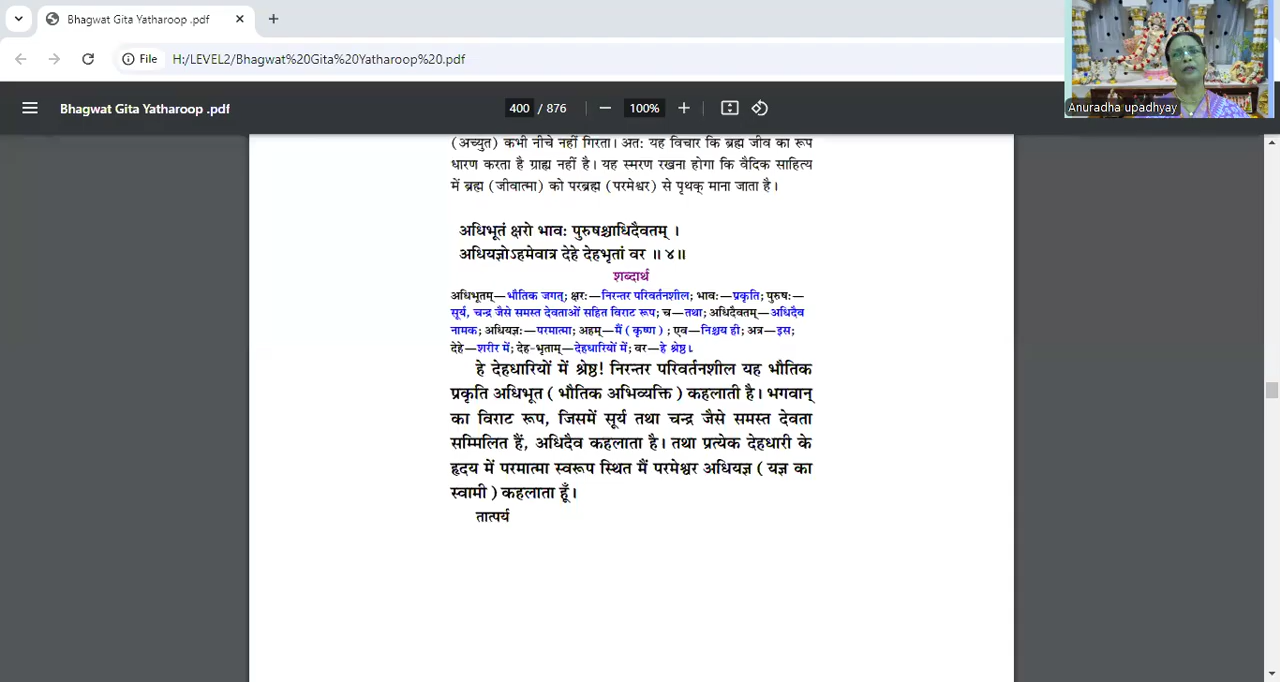 Bhagwat Gita Yatharoop .pdf
File H:/LEVEL2/Bhagwat%20Gita%20Yatharoop%20.pdf
Bhagwat Gita Yatharoop .pdf 400 / 876 100%
Anuradha upadhyay
(अच्युत) कभी नीचे नहीं गिरता। अतः यह विचार कि ब्रह्म जीव का रूप
धारण करता है ग्राह्य नहीं है। यह स्मरण रखना होगा कि वैदिक साहित्य
में ब्रह्म (जीवात्मा) को परब्रह्म (परमेश्वर) से पृथक् माना जाता है।
अधिभूतं क्षरो भावः पुरुषश्चाधिदैवतम् ।
अधियज्ञोऽहमेवात्र देहे देहभृतां वर ॥ ४॥
शब्दार्थ
अधिभूतम्—भौतिक जगत्; क्षरः—निरन्तर परिवर्तनशील; भावः—प्रकृति; पुरुषः—
सूर्य, चन्द्र जैसे समस्त देवताओं सहित विराट रूप; च—तथा; अधिदैवतम्—अधिदैव
नामक; अधियज्ञः—परमात्मा; अहम्—मैं (कृष्ण) ; एव—निश्चय ही; अत्र—इस;
देहे—शरीर में; देह-भृताम्—देहधारियों में; वर—हे श्रेष्ठ।
हे देहधारियों में श्रेष्ठ! निरन्तर परिवर्तनशील यह भौतिक
प्रकृति अधिभूत ( भौतिक अभिव्यक्ति ) कहलाती है। भगवान्
का विराट रूप, जिसमें सूर्य तथा चन्द्र जैसे समस्त देवता
सम्मिलित हैं, अधिदैव कहलाता है। तथा प्रत्येक देहधारी के
हृदय में परमात्मा स्वरूप स्थित मैं परमेश्वर अधियज्ञ ( यज्ञ का
स्वामी ) कहलाता हूँ।
तात्पर्य